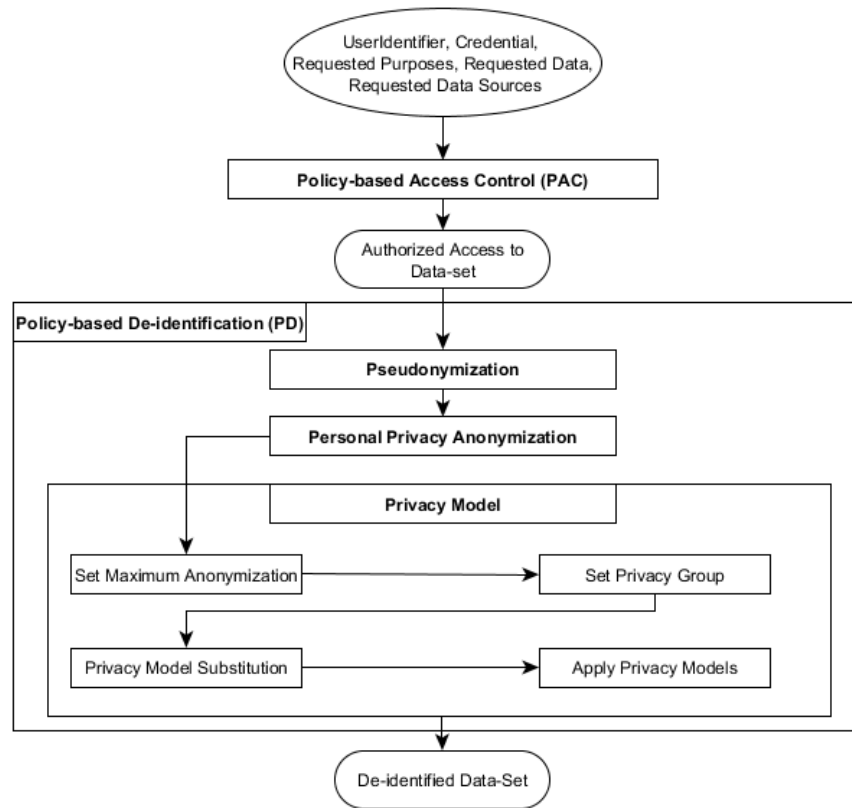 UserIdentifier, Credential,
Requested Purposes, Requested Data,
Requested Data Sources
Policy-based Access Control (PAC)
Authorized Access to
Data-set
Policy-based De-identification (PD)
Pseudonymization
Personal Privacy Anonymization
Privacy Model
Set Maximum Anonymization
Set Privacy Group
Privacy Model Substitution
Apply Privacy Models
De-identified Data-Set